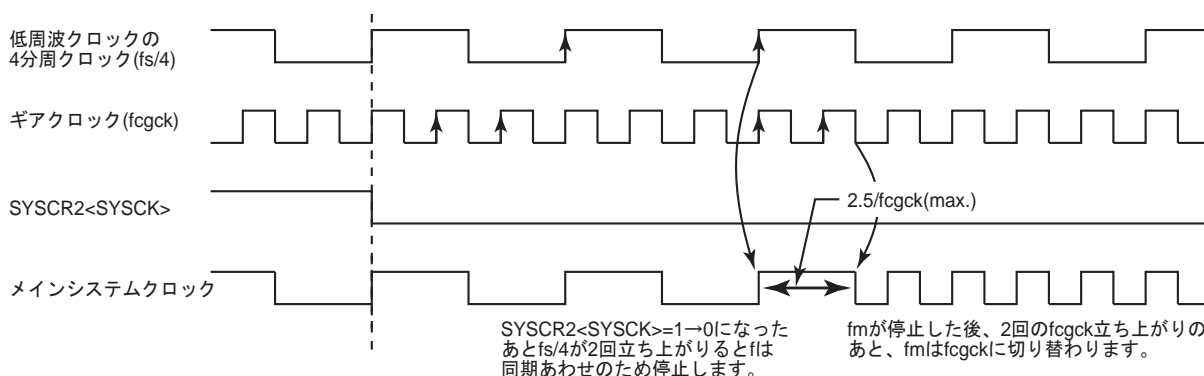 低周波クロックの
4分周クロック(fs/4)
ギアクロック(fcgck)
SYSCR2<SYSCK>
2.5/fcgck(max.)
メインシステムクロック
SYSCR2<SYSCK>=1→0になった
あとfs/4が2回立ち上がりるとfは
同期あわせのため停止します。
fmが停止した後、2回のfcgck立ち上がりの
あと、fmはfcgckに切り替わります。